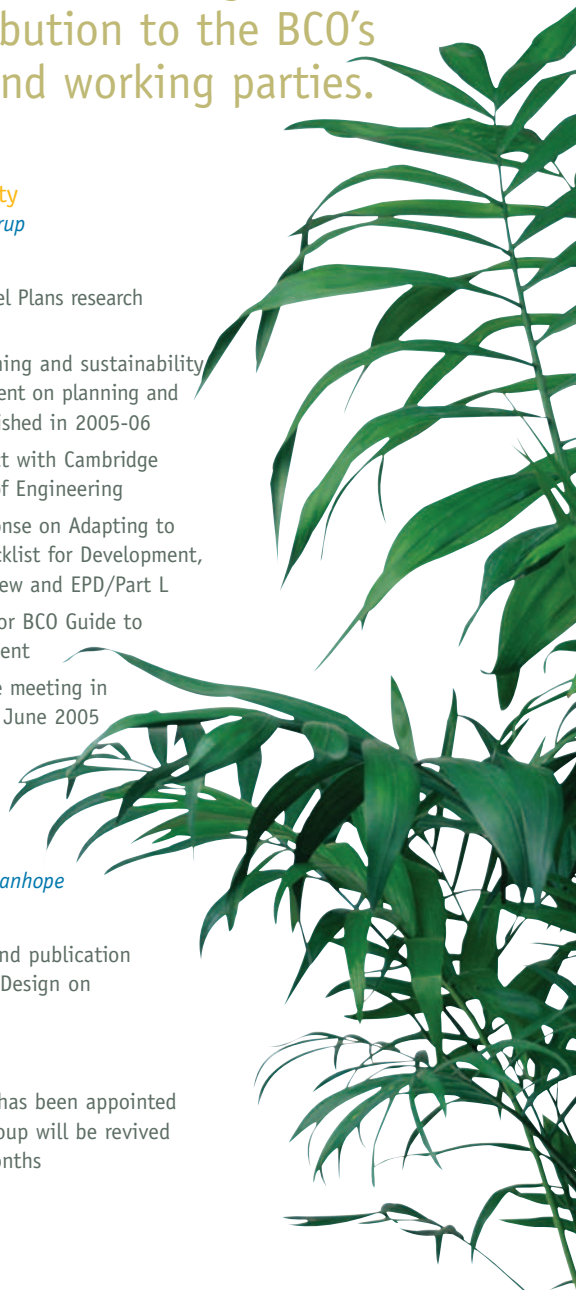 bution to the BCO’s
nd working parties.
ty
rup
el Plans research
ning and sustainability
ent on planning and
ished in 2005-06
t with Cambridge
of Engineering
onse on Adapting to
cklist for Development,
ew and EPD/Part L
or BCO Guide to
ent
e meeting in
June 2005
anhope
nd publication
Design on
has been appointed
oup will be revived
onths